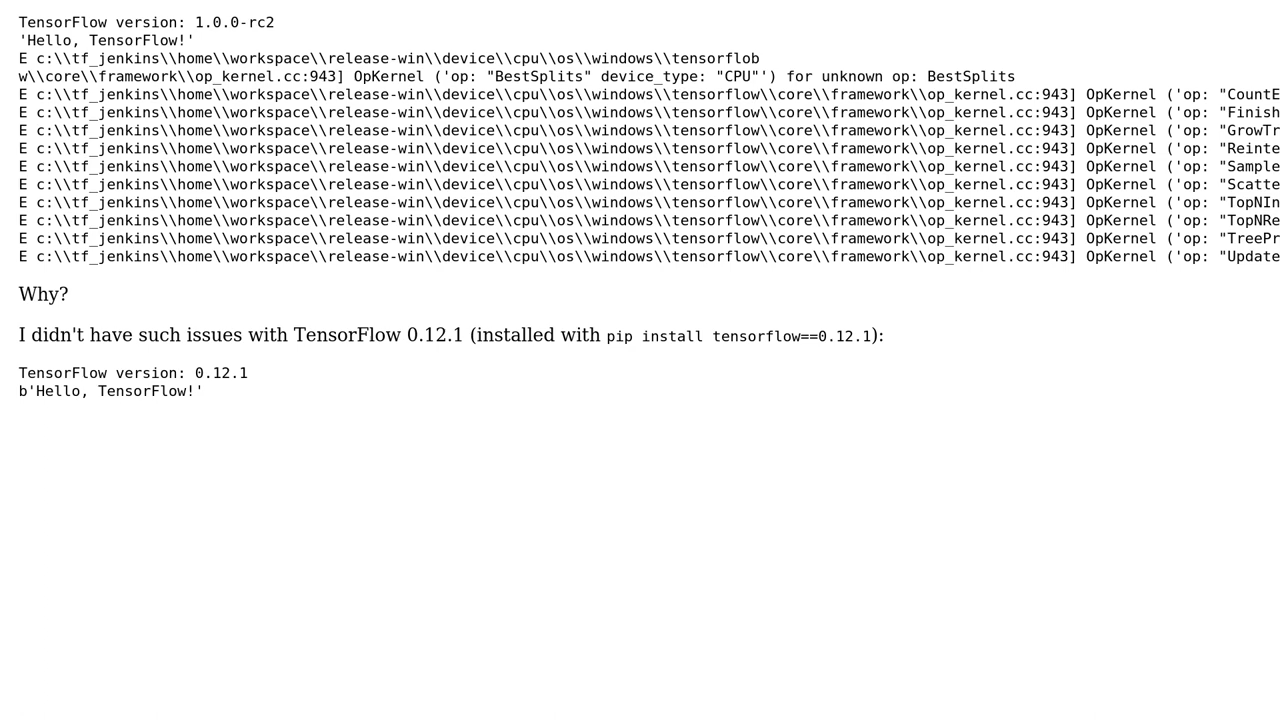 TensorFlow version: 1.0.0-rc2
'Hello, TensorFlow!'
E c:\\tf_jenkins\\home\\workspace\\release-win\\device\\cpu\\os\\windows\\tensorflob
w\\core\\framework\\op_kernel.cc:943] OpKernel ('op: "BestSplits" device_type: "CPU"') for unknown op: BestSplits
E c:\\tf_jenkins\\home\\workspace\\release-win\\device\\cpu\\os\\windows\\tensorflow\\core\\framework\\op_kernel.cc:943] OpKernel ('op: "CountE
E c:\\tf_jenkins\\home\\workspace\\release-win\\device\\cpu\\os\\windows\\tensorflow\\core\\framework\\op_kernel.cc:943] OpKernel ('op: "Finish
E c:\\tf_jenkins\\home\\workspace\\release-win\\device\\cpu\\os\\windows\\tensorflow\\core\\framework\\op_kernel.cc:943] OpKernel ('op: "GrowTr
E c:\\tf_jenkins\\home\\workspace\\release-win\\device\\cpu\\os\\windows\\tensorflow\\core\\framework\\op_kernel.cc:943] OpKernel ('op: "Reinte
E c:\\tf_jenkins\\home\\workspace\\release-win\\device\\cpu\\os\\windows\\tensorflow\\core\\framework\\op_kernel.cc:943] OpKernel ('op: "Sample
E c:\\tf_jenkins\\home\\workspace\\release-win\\device\\cpu\\os\\windows\\tensorflow\\core\\framework\\op_kernel.cc:943] OpKernel ('op: "Scatte
E c:\\tf_jenkins\\home\\workspace\\release-win\\device\\cpu\\os\\windows\\tensorflow\\core\\framework\\op_kernel.cc:943] OpKernel ('op: "TopNIn
E c:\\tf_jenkins\\home\\workspace\\release-win\\device\\cpu\\os\\windows\\tensorflow\\core\\framework\\op_kernel.cc:943] OpKernel ('op: "TopNRe
E c:\\tf_jenkins\\home\\workspace\\release-win\\device\\cpu\\os\\windows\\tensorflow\\core\\framework\\op_kernel.cc:943] OpKernel ('op: "TreePr
E c:\\tf_jenkins\\home\\workspace\\release-win\\device\\cpu\\os\\windows\\tensorflow\\core\\framework\\op_kernel.cc:943] OpKernel ('op: "Update
Why?
I didn't have such issues with TensorFlow 0.12.1 (installed with pip install tensorflow==0.12.1):
TensorFlow version: 0.12.1
b'Hello, TensorFlow!'